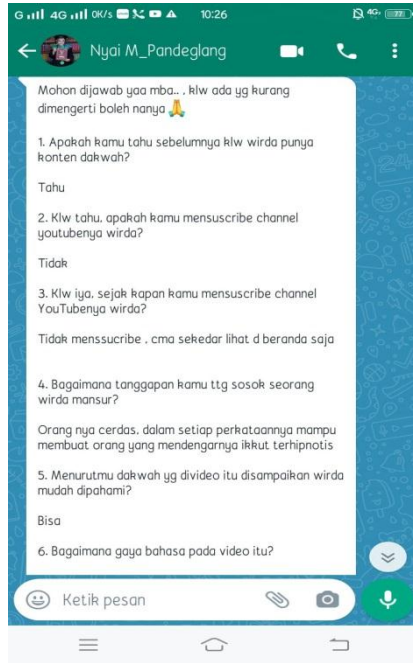 G 4G 0K/s 10:26 4G 77
Nyai M_Pandeglang
Mohon dijawab yaa mba.. , klw ada yg kurang
dimengerti boleh nanya 🙏
1. Apakah kamu tahu sebelumnya klw wirda punya
konten dakwah?
Tahu
2. Klw tahu, apakah kamu mensuscribe channel
youtubenya wirda?
Tidak
3. Klw iya, sejak kapan kamu mensuscribe channel
YouTubenya wirda?
Tidak menssucribe , cma sekedar lihat d beranda saja
4. Bagaimana tanggapan kamu ttg sosok seorang
wirda mansur?
Orang nya cerdas, dalam setiap perkataannya mampu
membuat orang yang mendengarnya ikkut terhipnotis
5. Menurutmu dakwah yg divideo itu disampaikan wirda
mudah dipahami?
Bisa
6. Bagaimana gaya bahasa pada video itu?
Ketik pesan